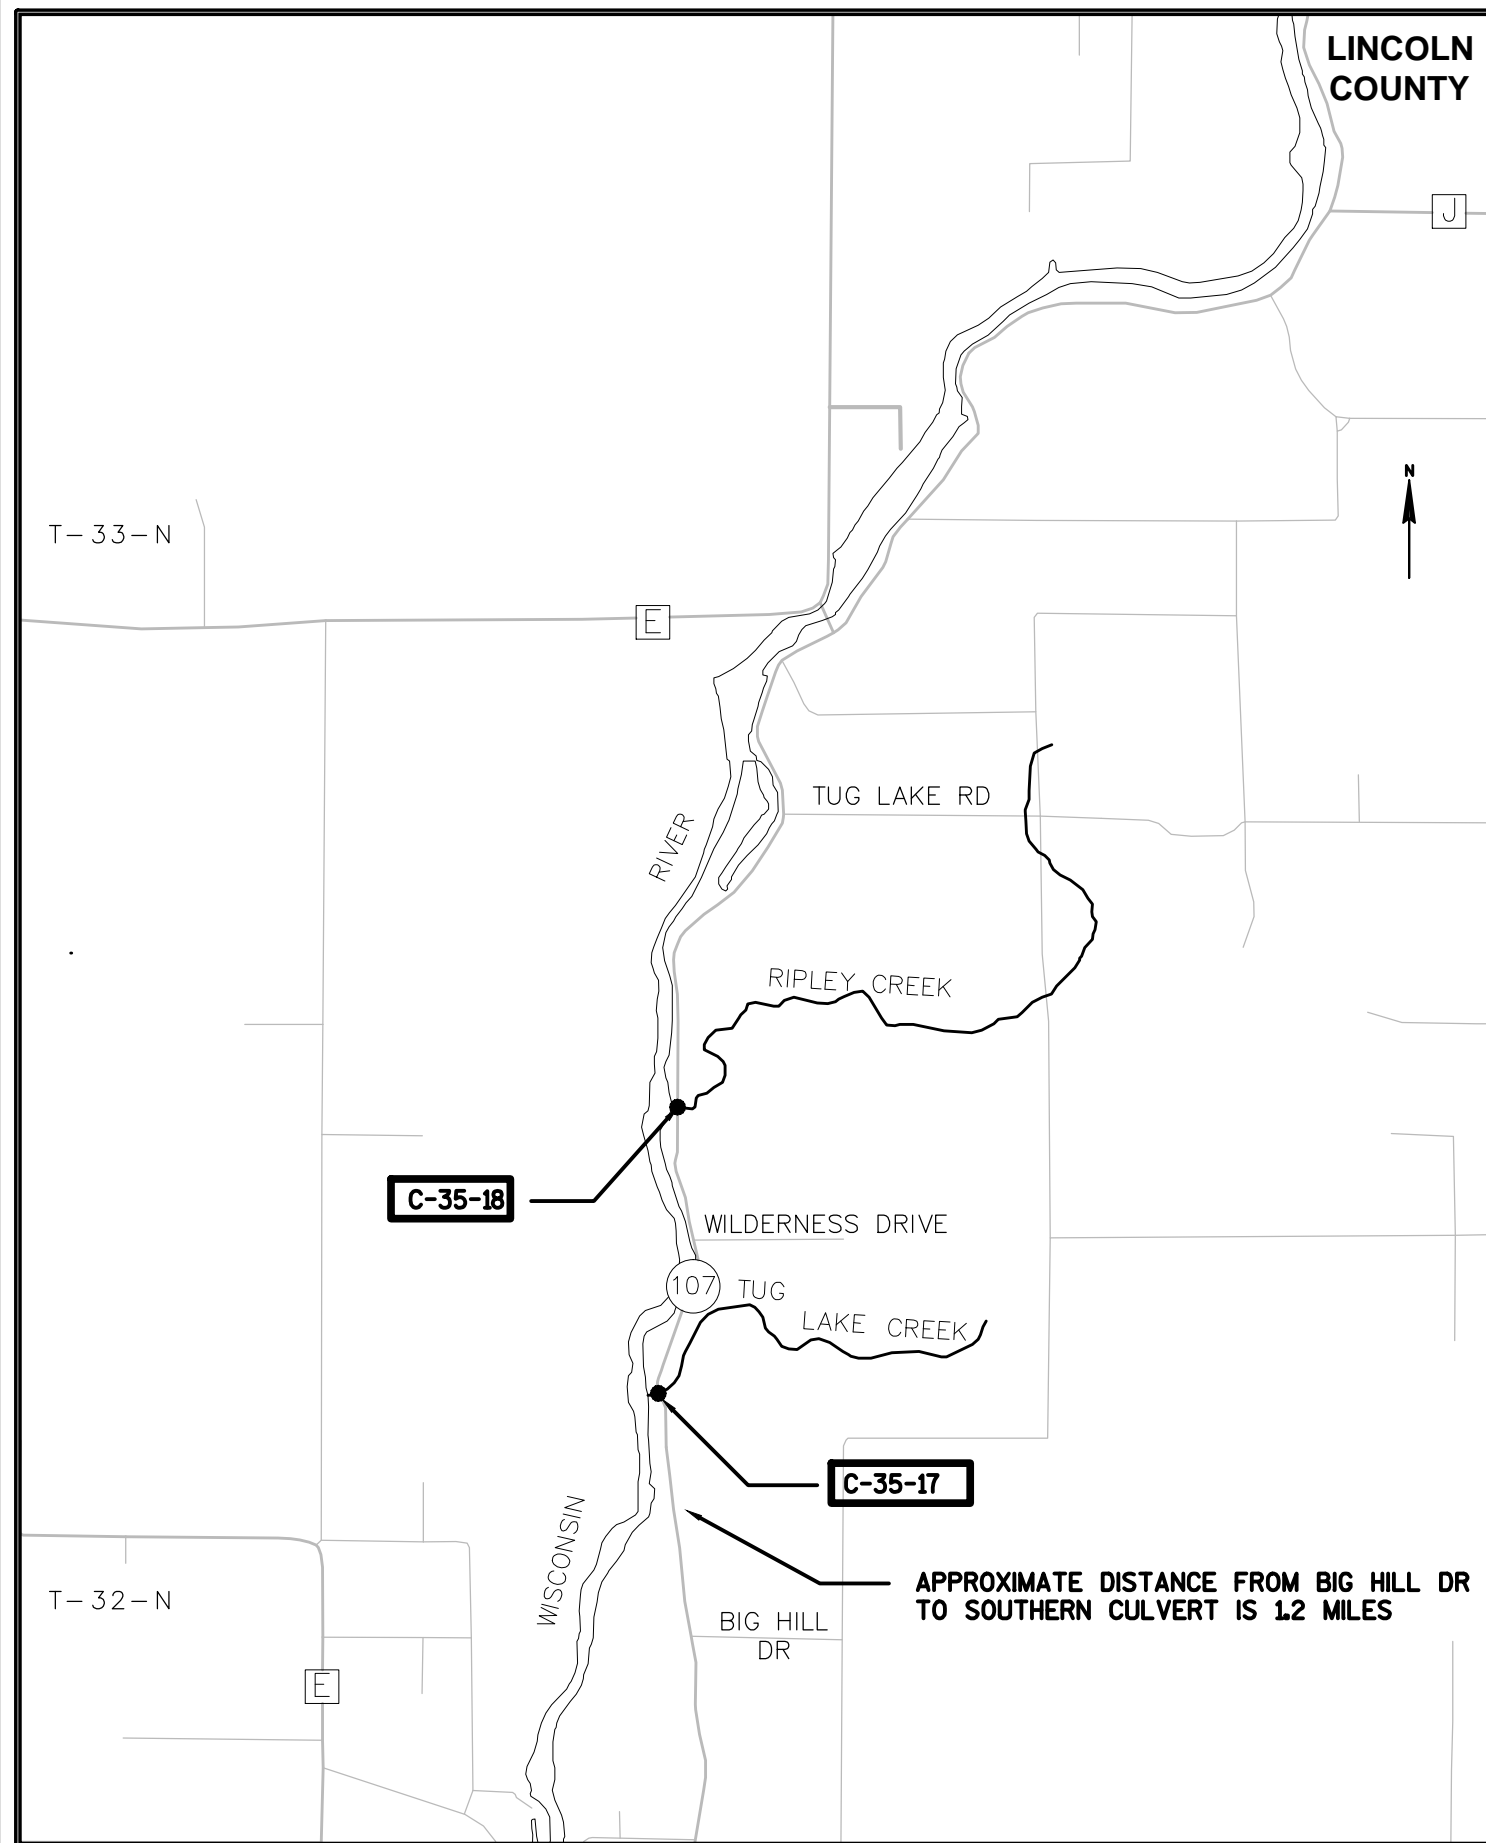 LINCOLN
COUNTY
J
N
T-33-N
E
TUG LAKE RD
RIVER
RIPLEY CREEK
C-35-18
WILDERNESS DRIVE
107
TUG
LAKE CREEK
C-35-17
WISCONSIN
APPROXIMATE DISTANCE FROM BIG HILL DR
TO SOUTHERN CULVERT IS 1.2 MILES
T-32-N
BIG HILL
DR
E